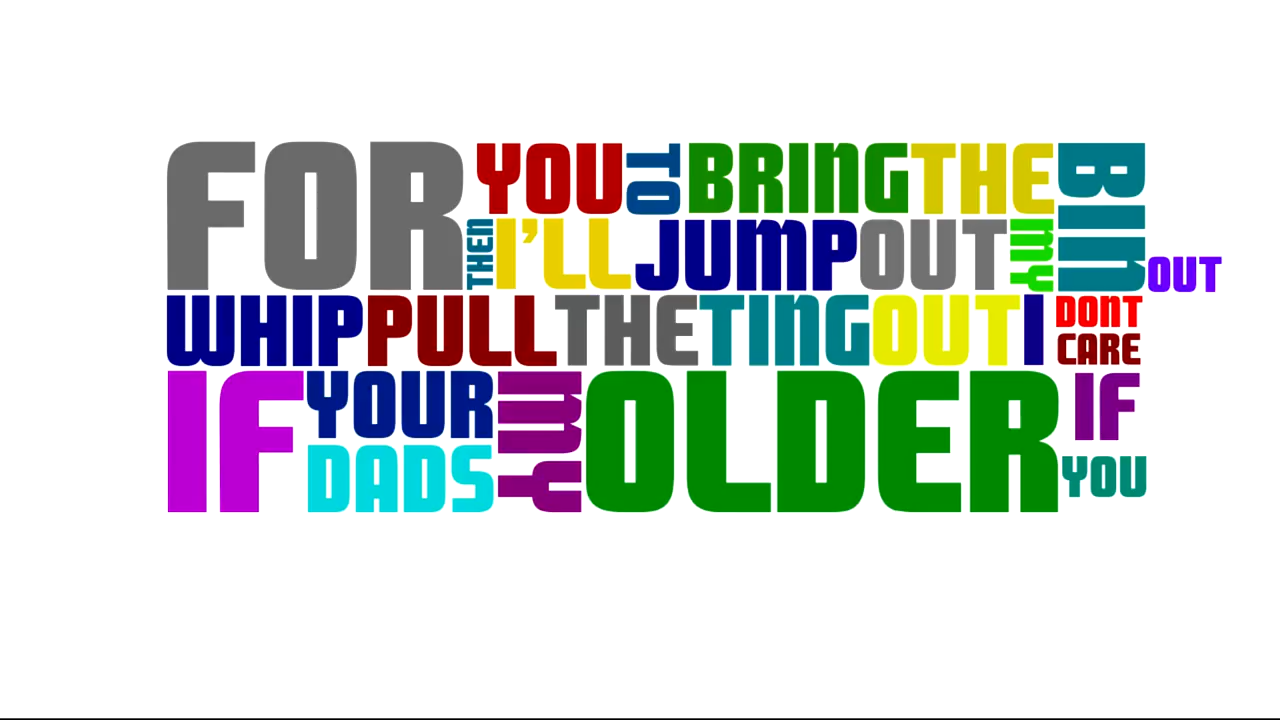 FOR YOU TO BRING THE BIN OUT
THEN I'LL JUMP OUT MY
WHIP PULL THE TING OUT I DONT CARE
IF YOUR DADS MY OLDER IF YOU